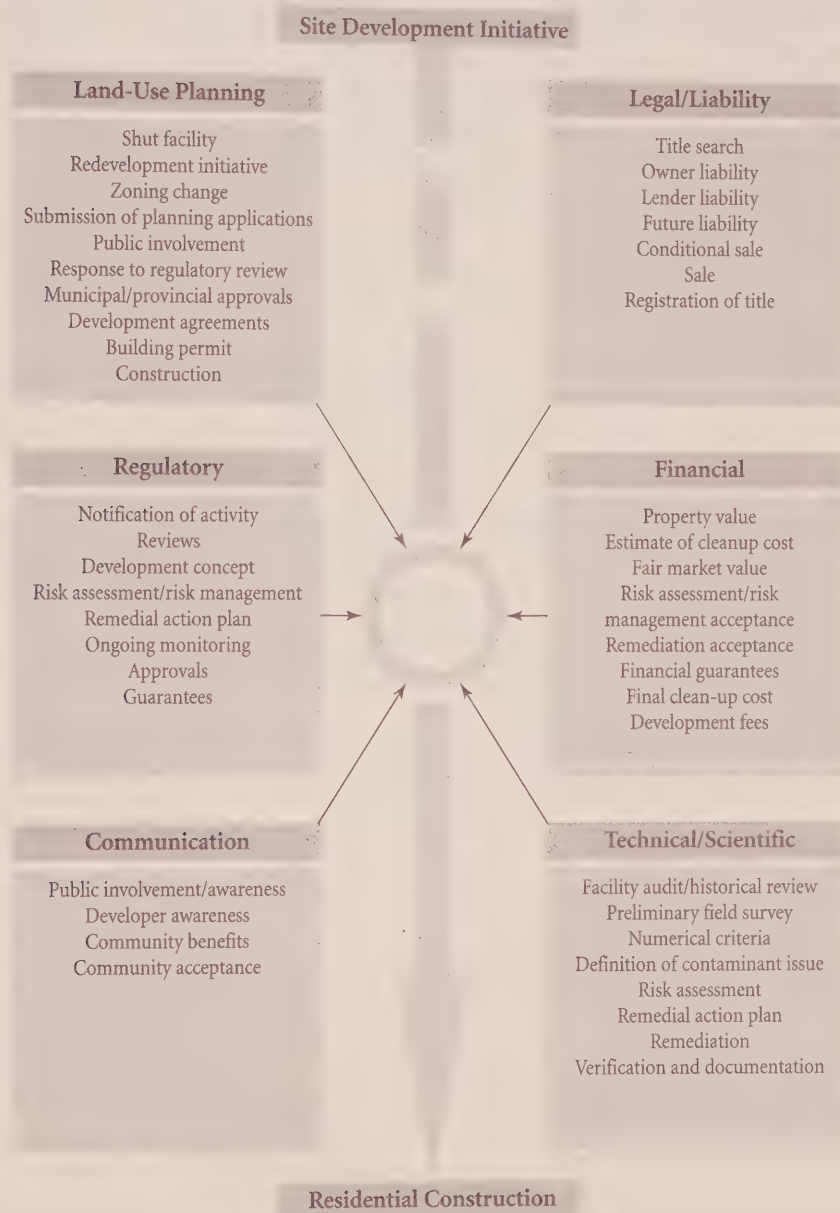 Site Development Initiative
Land-Use Planning
Shut facility
Redevelopment initiative
Zoning change
Submission of planning applications
Public involvement
Response to regulatory review
Municipal/provincial approvals
Development agreements
Building permit
Construction
Legal/Liability
Title search
Owner liability
Lender liability
Future liability
Conditional sale
Sale
Registration of title
Regulatory
Notification of activity
Reviews
Development concept
Risk assessment/risk management
Remedial action plan
Ongoing monitoring
Approvals
Guarantees
Financial
Property value
Estimate of cleanup cost
Fair market value
Risk assessment/risk
management acceptance
Remediation acceptance
Financial guarantees
Final clean-up cost
Development fees
Communication
Public involvement/awareness
Developer awareness
Community benefits
Community acceptance
Technical/Scientific
Facility audit/historical review
Preliminary field survey
Numerical criteria
Definition of contaminant issue
Risk assessment
Remedial action plan
Remediation
Verification and documentation
Residential Construction